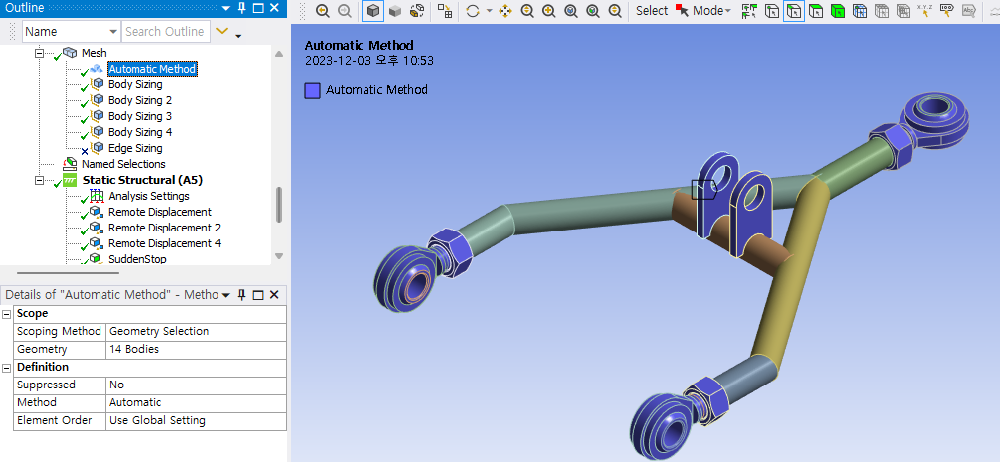 Outline
Name
Search Outline
Mesh
Automatic Method
Body Sizing
Body Sizing 2
Body Sizing 3
Body Sizing 4
Edge Sizing
Named Selections
Static Structural (A5)
Analysis Settings
Remote Displacement
Remote Displacement 2
Remote Displacement 4
SuddenStop
Details of "Automatic Method" - Metho
Scope
Scoping Method Geometry Selection
Geometry 14 Bodies
Definition
Suppressed No
Method Automatic
Element Order Use Global Setting
Select Mode
Automatic Method
2023-12-03 오후 10:53
Automatic Method